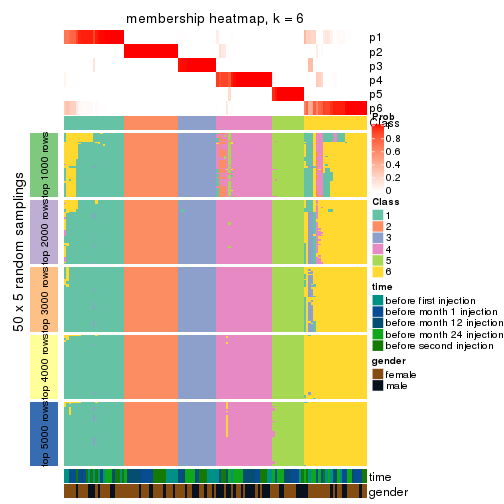 membership heatmap, k = 6
p1
p2
p3
p4
p5
p6
Class
50 x 5 random samplings
top 1000 rows
top 2000 rows
top 3000 rows
top 4000 rows
top 5000 rows
time
gender
Prob
1
0.8
0.6
0.4
0.2
0
Class
1
2
3
4
5
6
time
before first injection
before month 1 injection
before month 12 injection
before month 24 injection
before second injection
gender
female
male